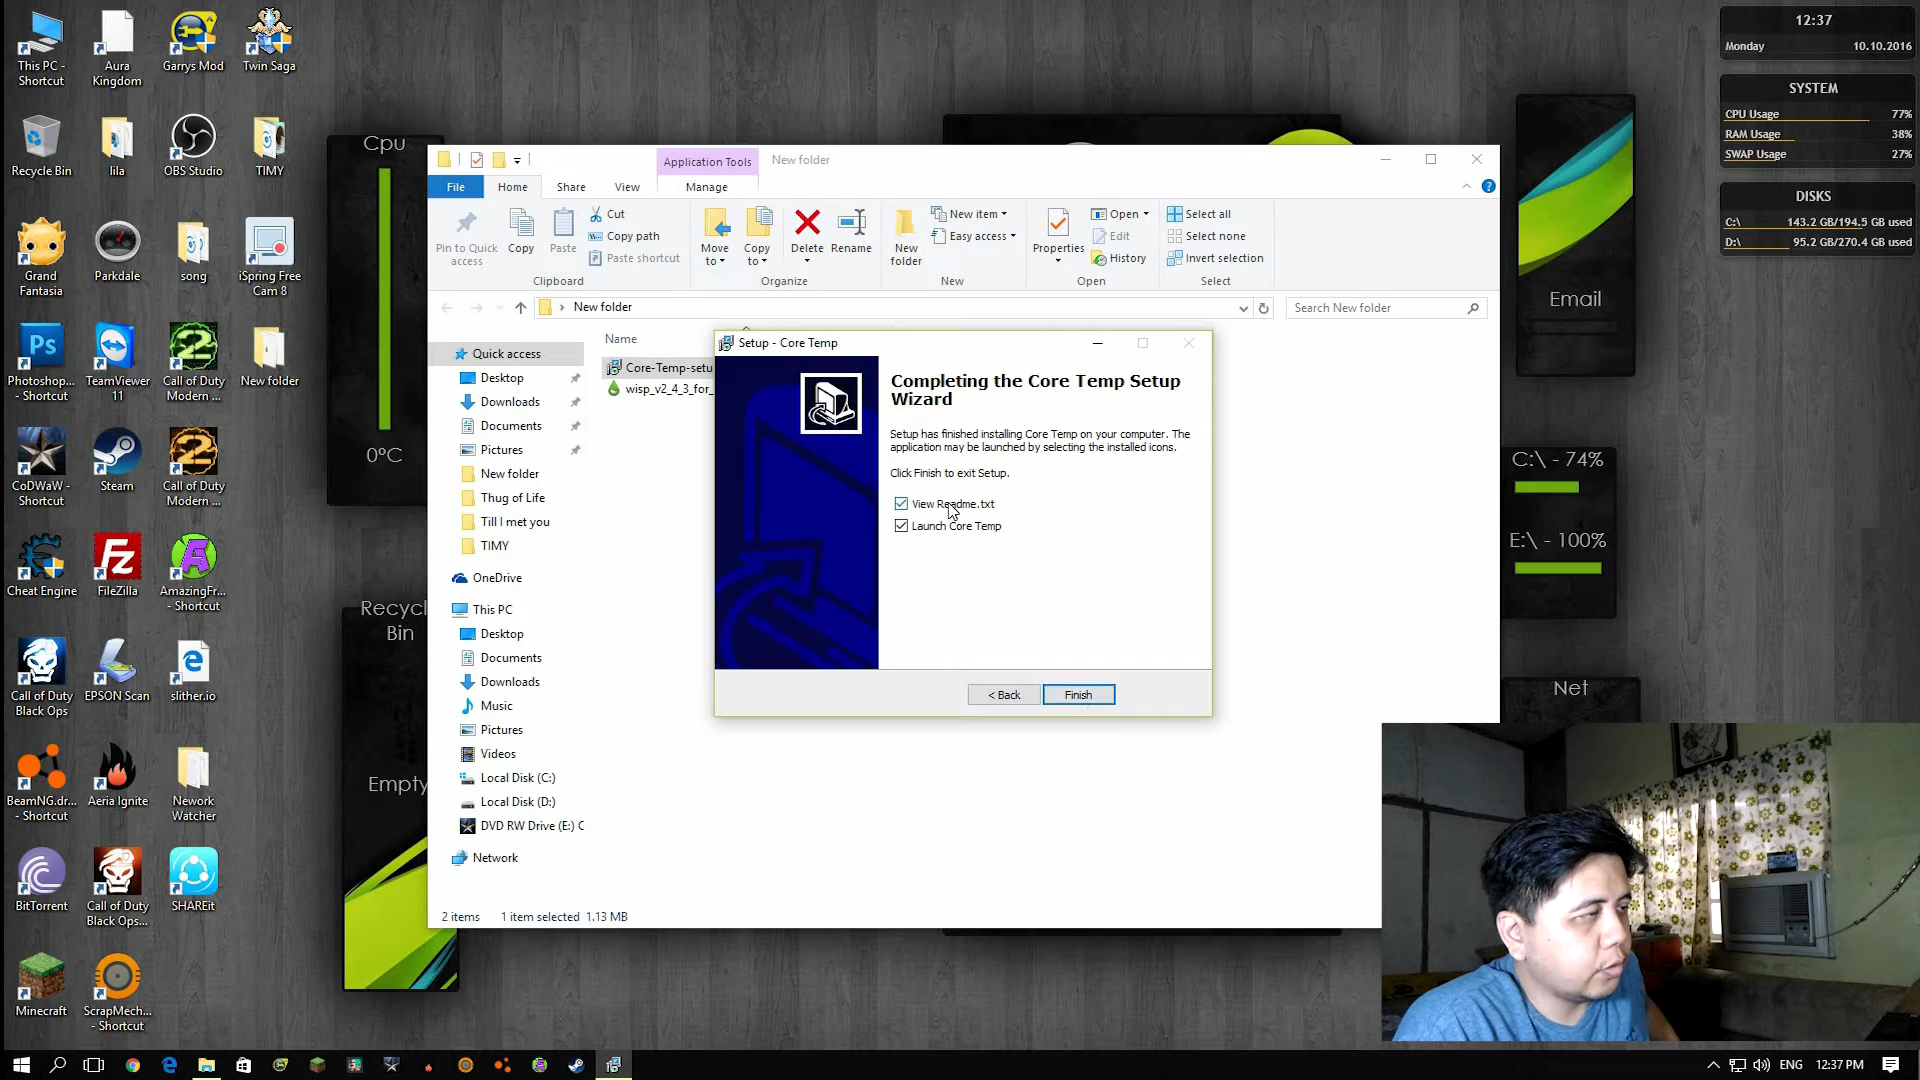 This PC - Shortcut
Aura Kingdom
Garrys Mod
Twin Saga
Recycle Bin
lila
OBS Studio
TIMY
Grand Fantasia
Parkdale
song
iSpring Free Cam 8
Photoshop... - Shortcut
TeamViewer 11
Call of Duty Modern ...
New folder
CoDWaW - Shortcut
Steam
Call of Duty Modern ...
Cheat Engine
FileZilla
AmazingFr... - Shortcut
Call of Duty Black Ops
EPSON Scan
slither.io
BeamNG.dr... - Shortcut
Aeria Ignite
Nework Watcher
BitTorrent
Call of Duty Black Ops...
SHAREit
Minecraft
ScrapMech... - Shortcut
Cpu
0°C
Recycl
Bin
Empty
Application Tools
New folder
File
Home
Share
View
Manage
Pin to Quick access
Copy
Paste
Cut
Copy path
Paste shortcut
Clipboard
Move to
Copy to
Delete
Rename
Organize
New folder
New item
Easy access
New
Properties
Open
Edit
History
Open
Select all
Select none
Invert selection
Select
New folder
Search New folder
Name
Core-Temp-setu
wisp_v2_4_3_for_
Quick access
Desktop
Downloads
Documents
Pictures
New folder
Thug of Life
Till I met you
TIMY
OneDrive
This PC
Desktop
Documents
Downloads
Music
Pictures
Videos
Local Disk (C:)
Local Disk (D:)
DVD RW Drive (E:) C
Network
2 items
1 item selected 1.13 MB
Setup - Core Temp
Completing the Core Temp Setup
Wizard
Setup has finished installing Core Temp on your computer. The
application may be launched by selecting the installed icons.
Click Finish to exit Setup.
View Readme.txt
Launch Core Temp
< Back
Finish
12:37
Monday 10.10.2016
SYSTEM
CPU Usage 77%
RAM Usage 38%
SWAP Usage 27%
DISKS
C:\ 143.2 GB/194.5 GB used
D:\ 95.2 GB/270.4 GB used
Email
C:\ - 74%
E:\ - 100%
Net
ENG
12:37 PM